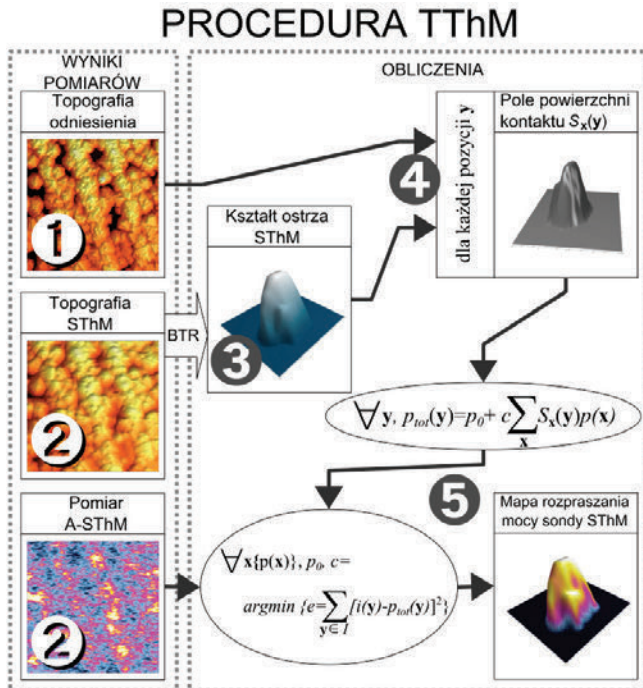 PROCEDURA TThM
WYNIKI
POMIARÓW
OBLICZENIA
Topografia
odniesienia
1
Topografia
SThM
2
Pomiar
A-SThM
2
BTR
Kształt ostrza
SThM
3
4
dla każdej pozycji y
Pole powierzchni
kontaktu Sₓ(y)
∀ y, pₜₒₜ(y)=p₀+ c∑ₓ Sₓ(y)p(x)
5
∀ x{p(x)}, p₀, c=
argmin {e=∑ y∈I [i(y)-pₜₒₜ(y)]²}
Mapa rozpraszania
mocy sondy SThM